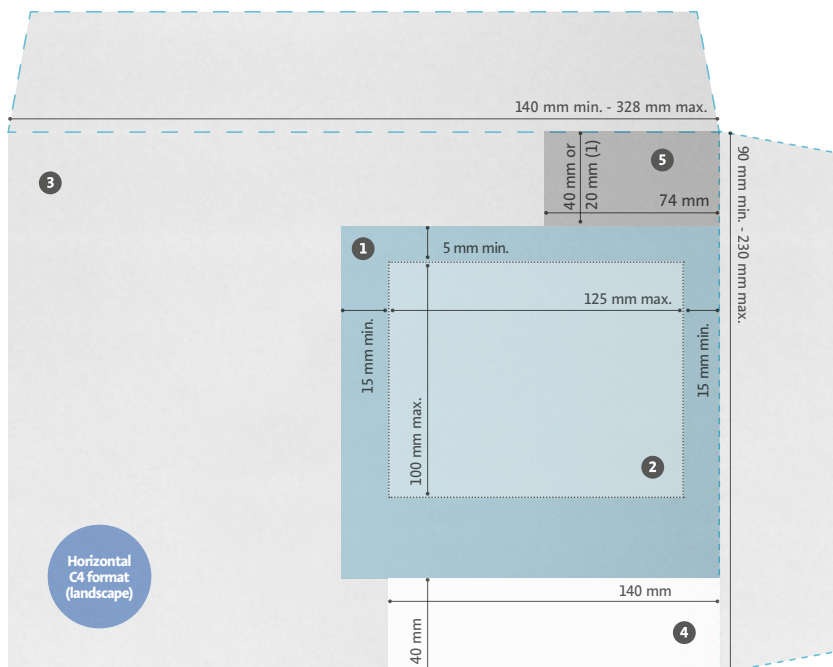 140 mm min. - 328 mm max.
3
40 mm or
20 mm (1)
5
74 mm
90 mm min. - 230 mm max.
1
5 mm min.
125 mm max.
15 mm min.
15 mm min.
100 mm max.
2
Horizontal
C4 format
(landscape)
140 mm
40 mm
4